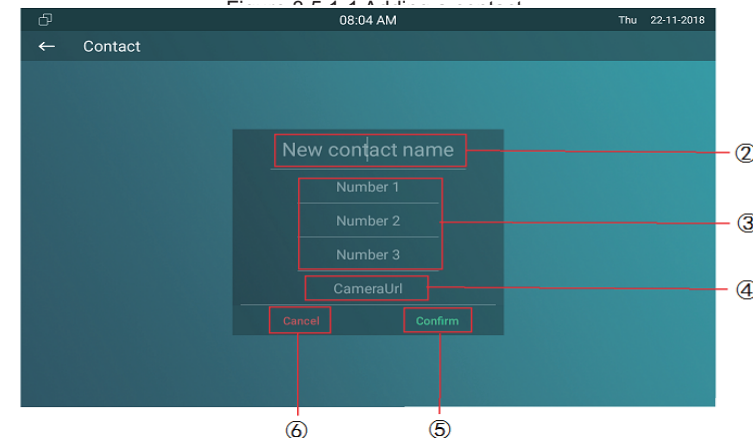 08:04 AM
Thu 22-11-2018
Contact
New contact name
②
Number 1
Number 2
③
Number 3
CameraUrl
④
Cancel
Confirm
⑥
⑤